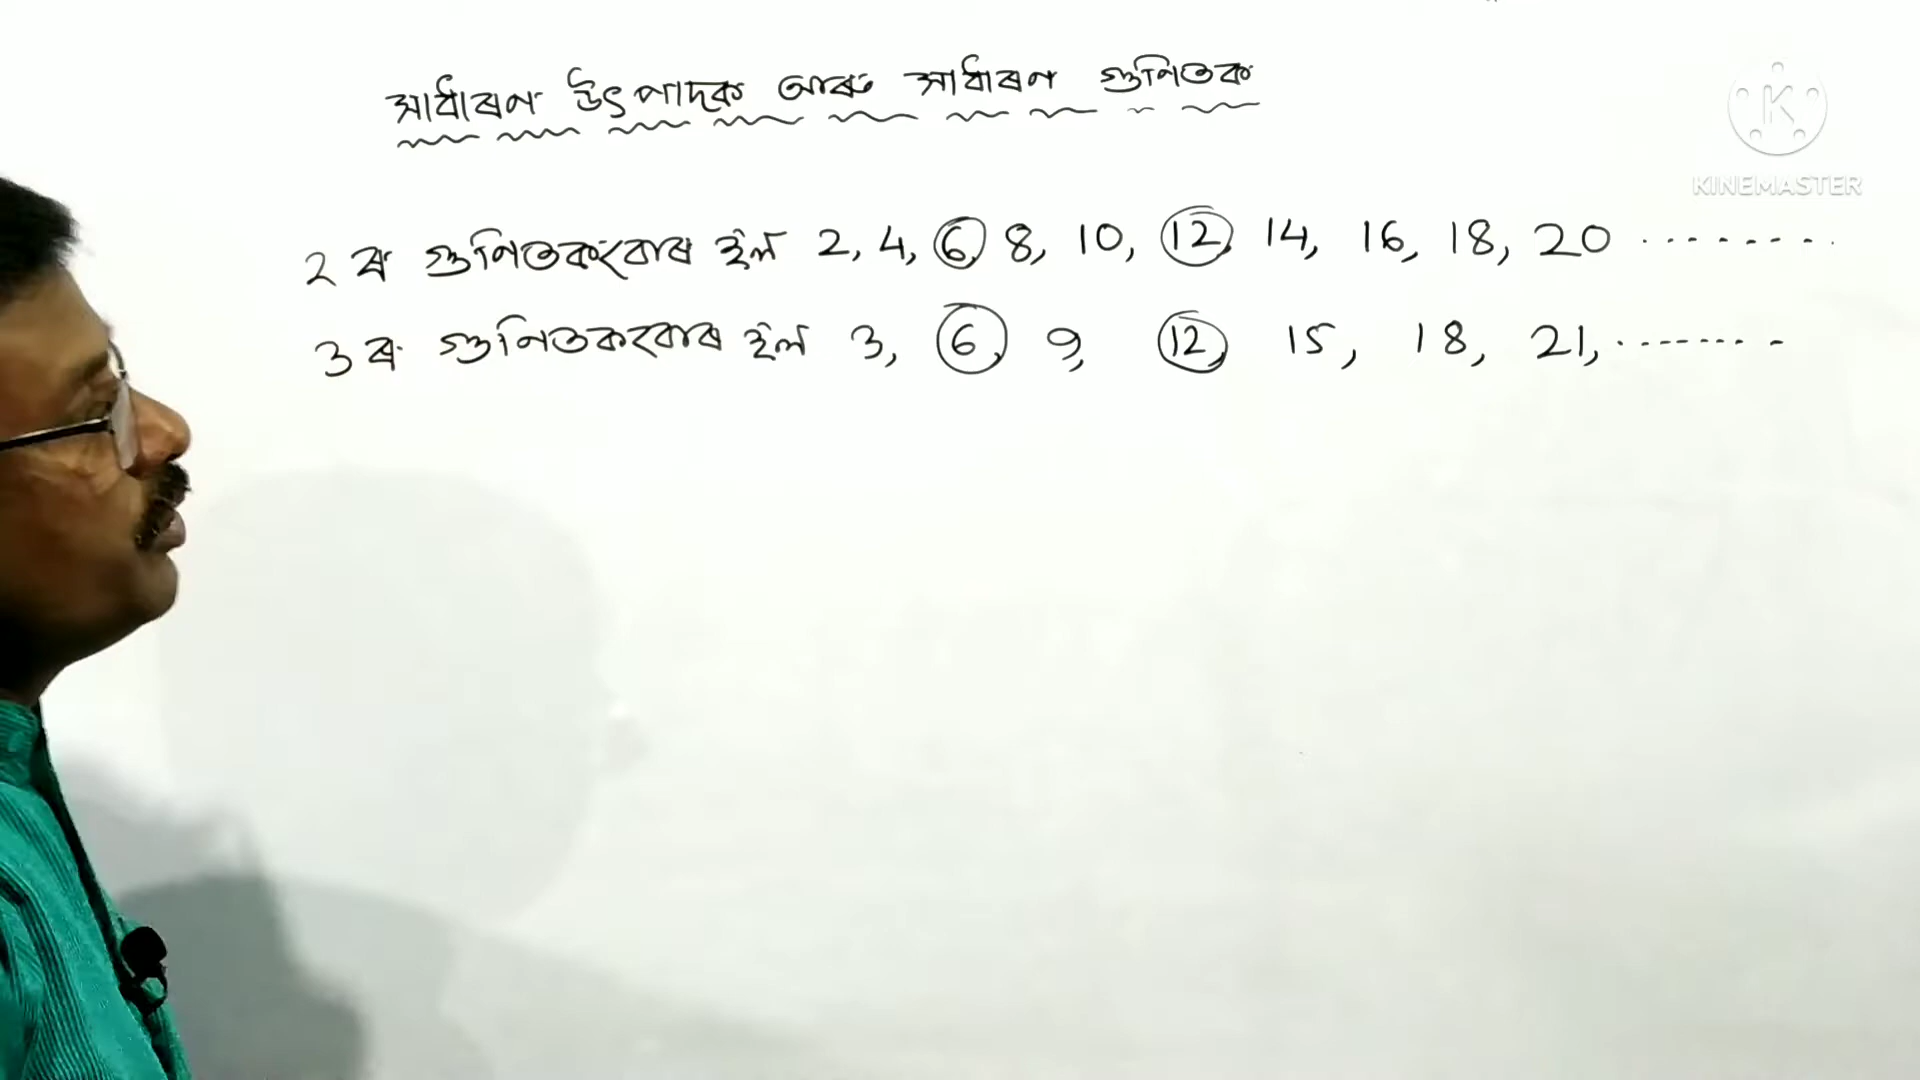 সাধাৰণ উৎপাদক আৰু সাধাৰণ গুণিতক
KINEMASTER
2 ৰ গুণিতকবোৰ হ'ল 2, 4, 6, 8, 10, 12, 14, 16, 18, 20 ........
3 ৰ গুণিতকবোৰ হ'ল 3, 6, 9, 12, 15, 18, 21, ........